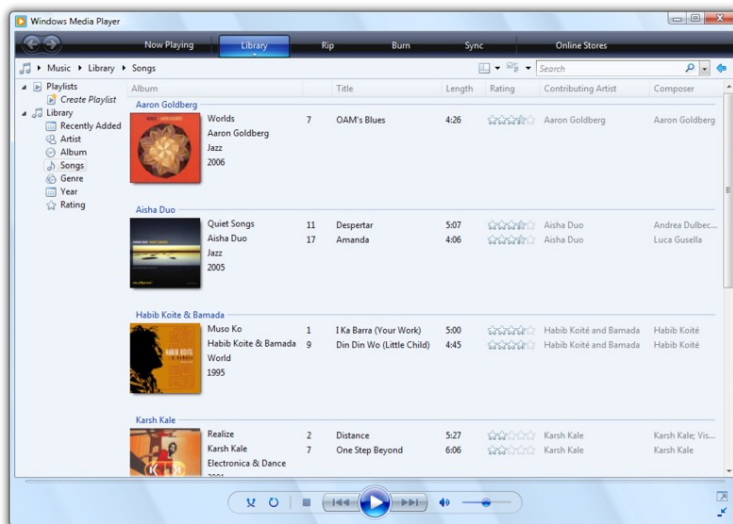 Windows Media Player
Now Playing Library Rip Burn Sync Online Stores
Music Library Songs Search
Playlists
Create Playlist
Library
Recently Added
Artist
Album
Songs
Genre
Year
Rating
Album Title Length Rating Contributing Artist Composer
Aaron Goldberg
Worlds 7 OAM's Blues 4:26 Aaron Goldberg Aaron Goldberg
Aaron Goldberg
Jazz
2006
Aisha Duo
Quiet Songs 11 Despertar 5:07 Aisha Duo Andrea Dulbec...
Aisha Duo 17 Amanda 4:06 Aisha Duo Luca Gusella
Jazz
2005
Habib Koite & Bamada
Muso Ko 1 I Ka Barra (Your Work) 5:00 Habib Koité and Bamada Habib Koité
Habib Koite & Bamada 9 Din Din Wo (Little Child) 4:45 Habib Koité and Bamada Habib Koité
World
1995
HABIB KOITE
Karsh Kale
Realize 2 Distance 5:27 Karsh Kale Karsh Kale; Vis...
Karsh Kale 7 One Step Beyond 6:06 Karsh Kale Karsh Kale
Electronica & Dance
2001